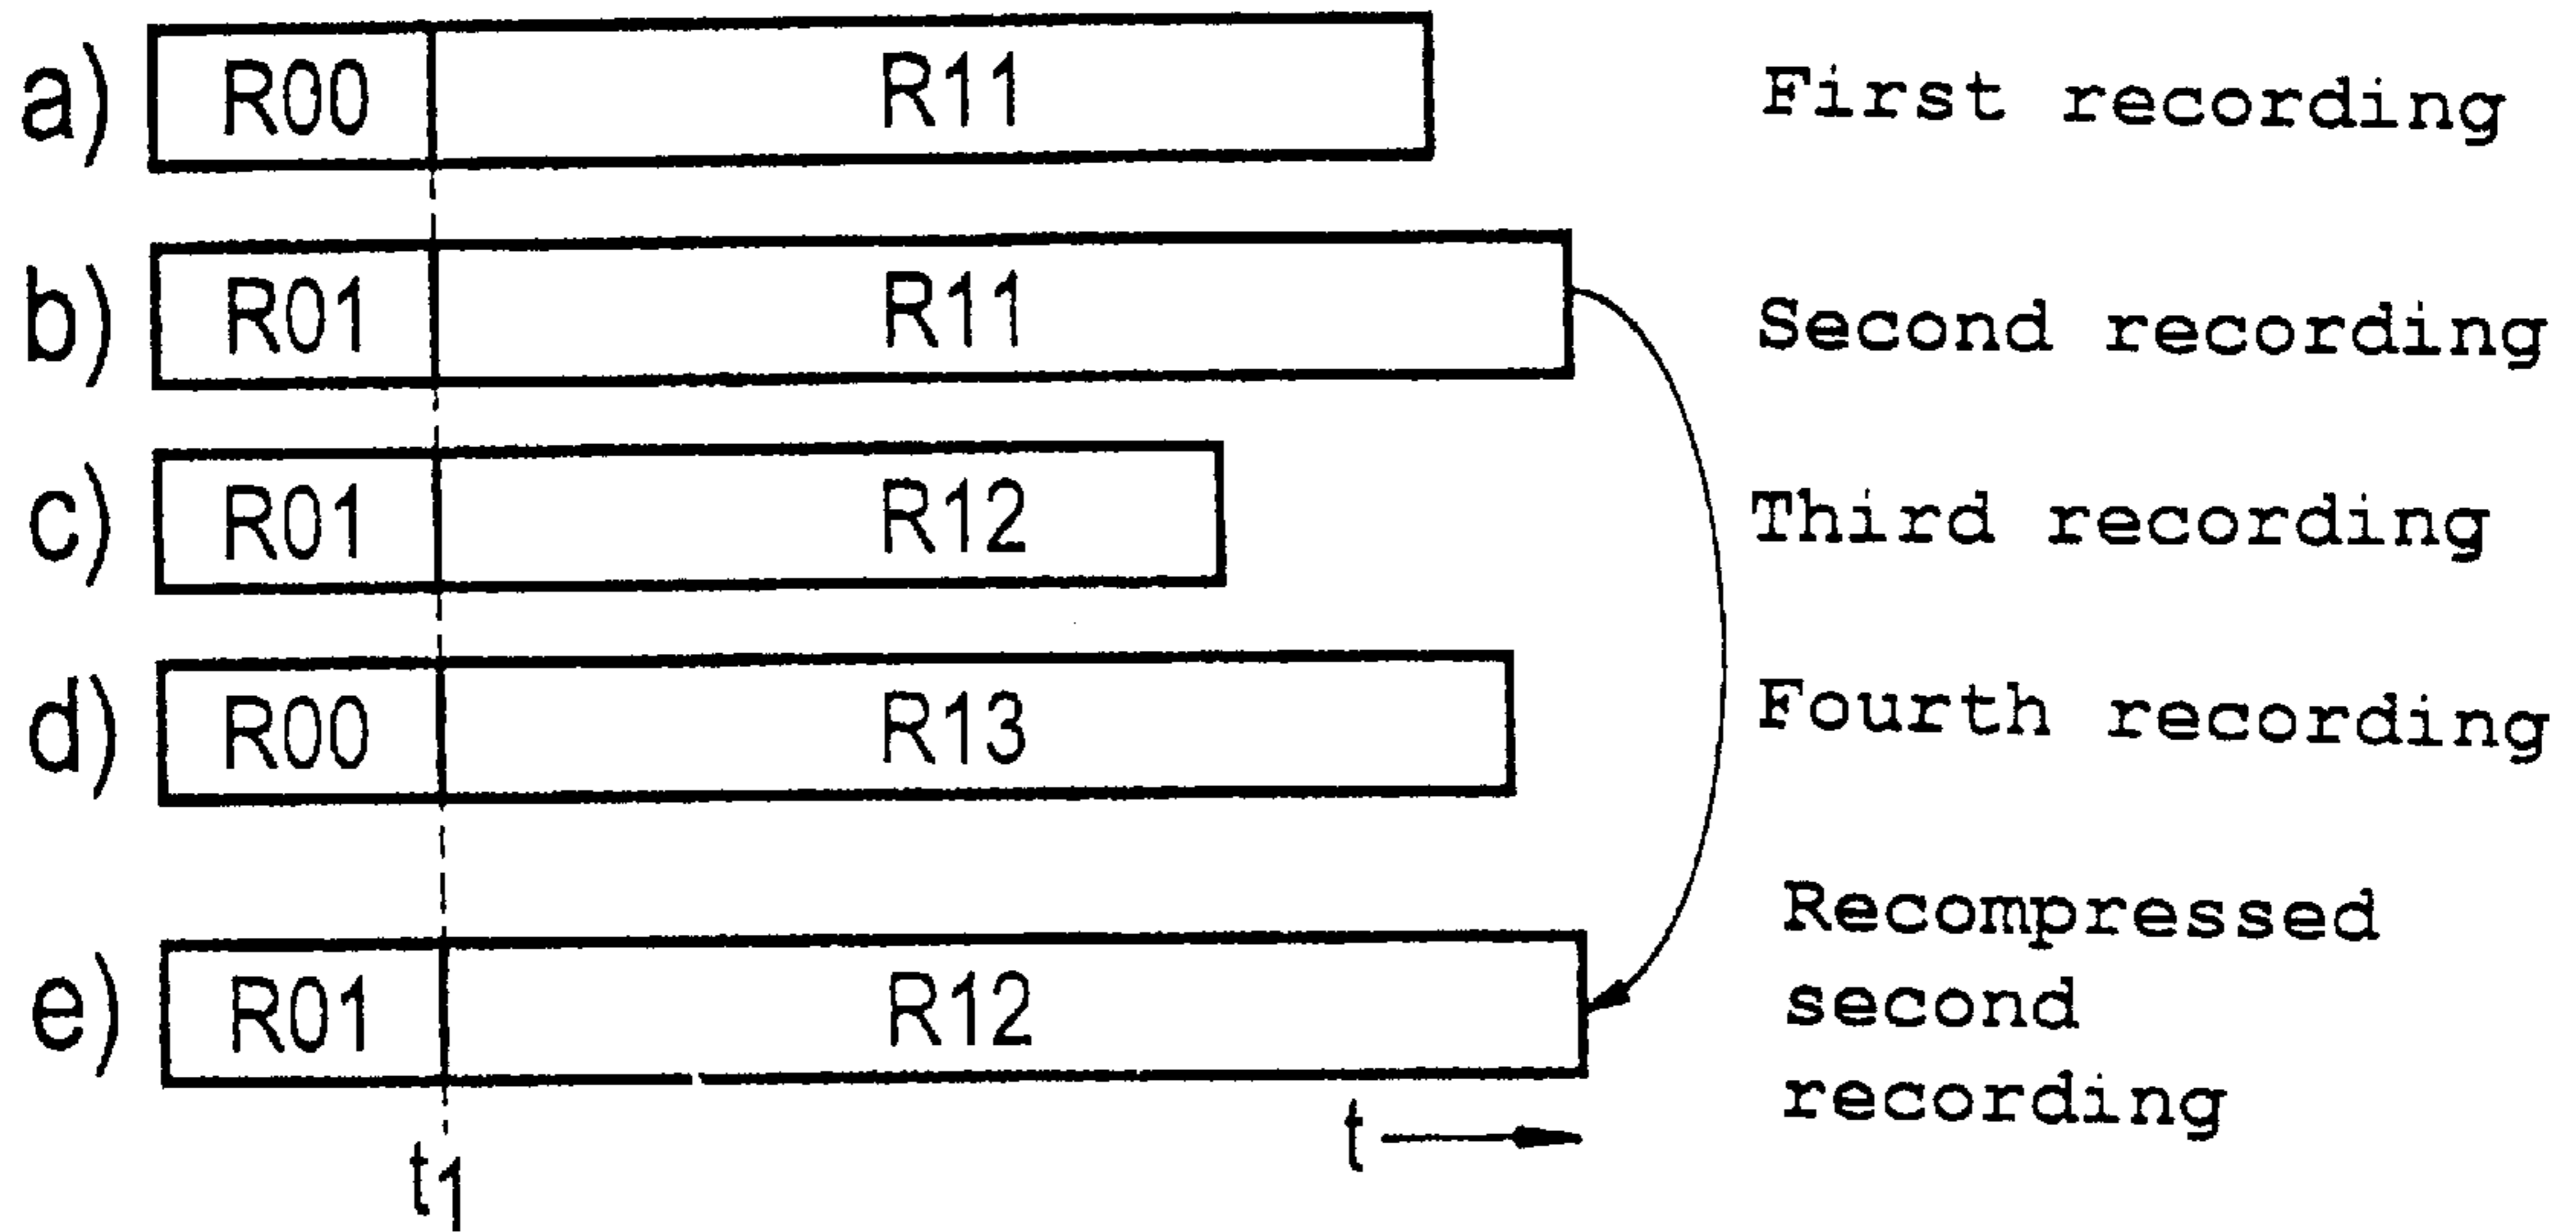 a) R00 R11 First recording
b) R01 R11 Second recording
c) R01 R12 Third recording
d) R00 R13 Fourth recording
e) R01 R12 Recompressed
second
recording
t
t1